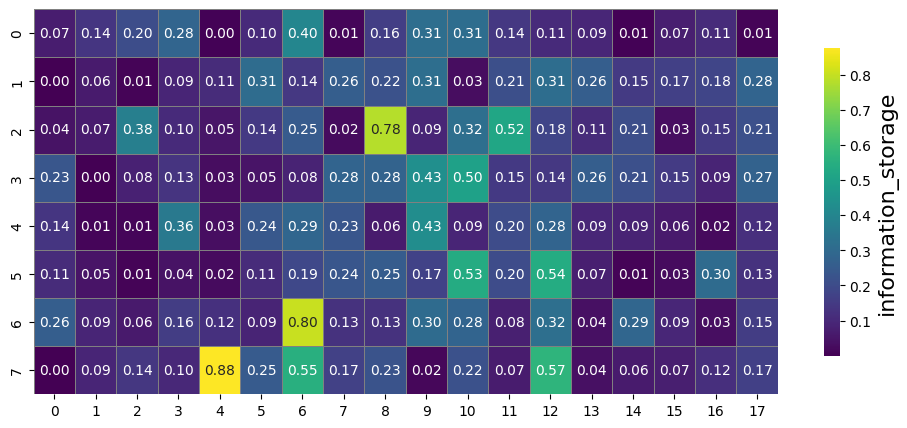 0 0.07 0.14 0.20 0.28 0.00 0.10 0.40 0.01 0.16 0.31 0.31 0.14 0.11 0.09 0.01 0.07 0.11 0.01
1 0.00 0.06 0.01 0.09 0.11 0.31 0.14 0.26 0.22 0.31 0.03 0.21 0.31 0.26 0.15 0.17 0.18 0.28
2 0.04 0.07 0.38 0.10 0.05 0.14 0.25 0.02 0.78 0.09 0.32 0.52 0.18 0.11 0.21 0.03 0.15 0.21
3 0.23 0.00 0.08 0.13 0.03 0.05 0.08 0.28 0.28 0.43 0.50 0.15 0.14 0.26 0.21 0.15 0.09 0.27
4 0.14 0.01 0.01 0.36 0.03 0.24 0.29 0.23 0.06 0.43 0.09 0.20 0.28 0.09 0.09 0.06 0.02 0.12
5 0.11 0.05 0.01 0.04 0.02 0.11 0.19 0.24 0.25 0.17 0.53 0.20 0.54 0.07 0.01 0.03 0.30 0.13
6 0.26 0.09 0.06 0.16 0.12 0.09 0.80 0.13 0.13 0.30 0.28 0.08 0.32 0.04 0.29 0.09 0.03 0.15
7 0.00 0.09 0.14 0.10 0.88 0.25 0.55 0.17 0.23 0.02 0.22 0.07 0.57 0.04 0.06 0.07 0.12 0.17
0 1 2 3 4 5 6 7 8 9 10 11 12 13 14 15 16 17
0.8
0.7
0.6
0.5
0.4
0.3
0.2
0.1
information_storage